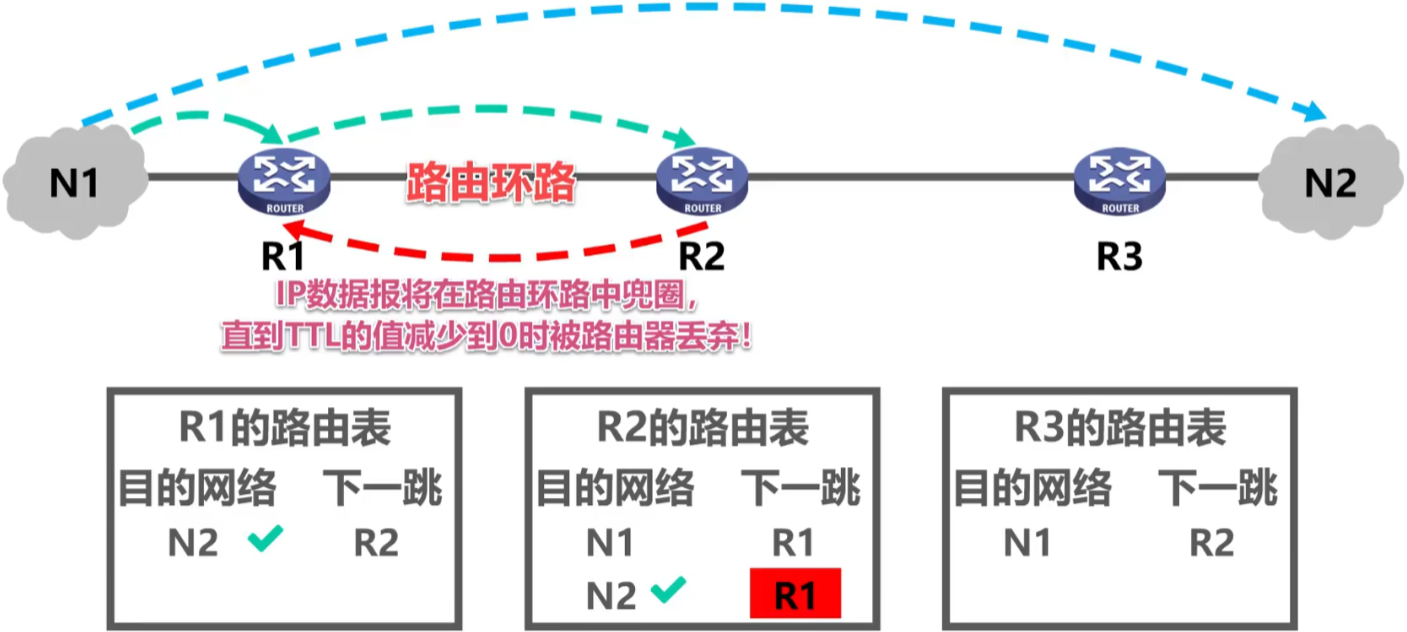 N1
ROUTER
路由环路
ROUTER
ROUTER
N2
R1
R2
R3
IP数据报将在路由环路中兜圈，
直到TTL的值减少到0时被路由器丢弃！
R1的路由表
目的网络 下一跳
N2 R2
R2的路由表
目的网络 下一跳
N1 R1
N2 R1
R3的路由表
目的网络 下一跳
N1 R2